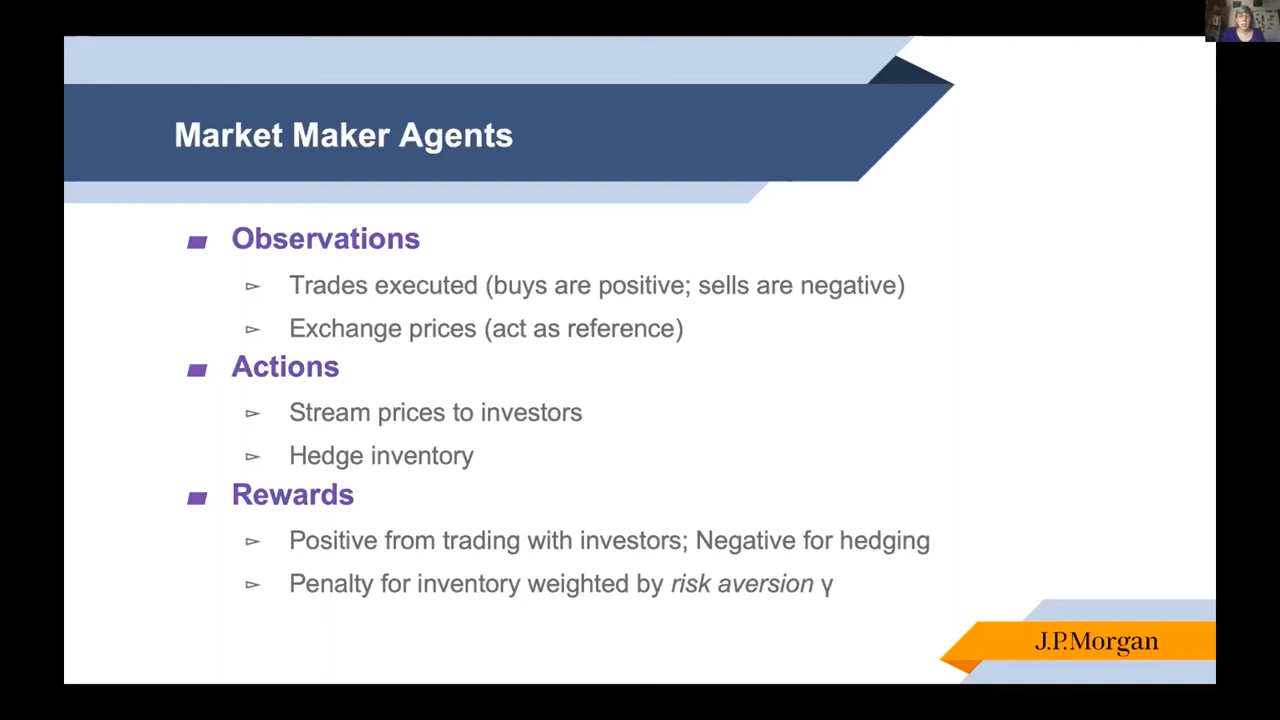 Market Maker Agents
Observations
Trades executed (buys are positive; sells are negative)
Exchange prices (act as reference)
Actions
Stream prices to investors
Hedge inventory
Rewards
Positive from trading with investors; Negative for hedging
Penalty for inventory weighted by risk aversion γ
J.P.Morgan